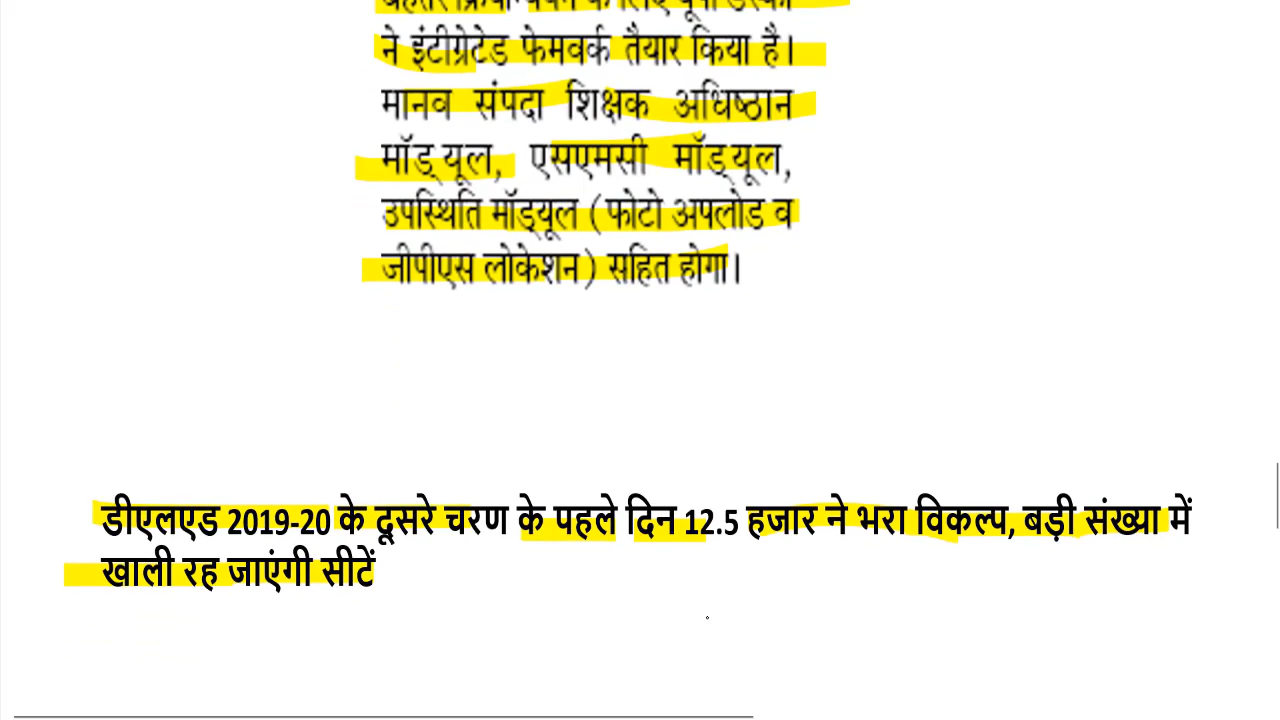 ने इंटीग्रेटेड फेमवर्क तैयार किया है।
मानव संपदा शिक्षक अधिष्ठान
मॉड्यूल, एसएमसी मॉड्यूल,
उपस्थिति मॉड्यूल (फोटो अपलोड व
जीपीएस लोकेशन) सहित होगा।
डीएलएड 2019-20 के दूसरे चरण के पहले दिन 12.5 हजार ने भरा विकल्प, बड़ी संख्या में
खाली रह जाएंगी सीटें